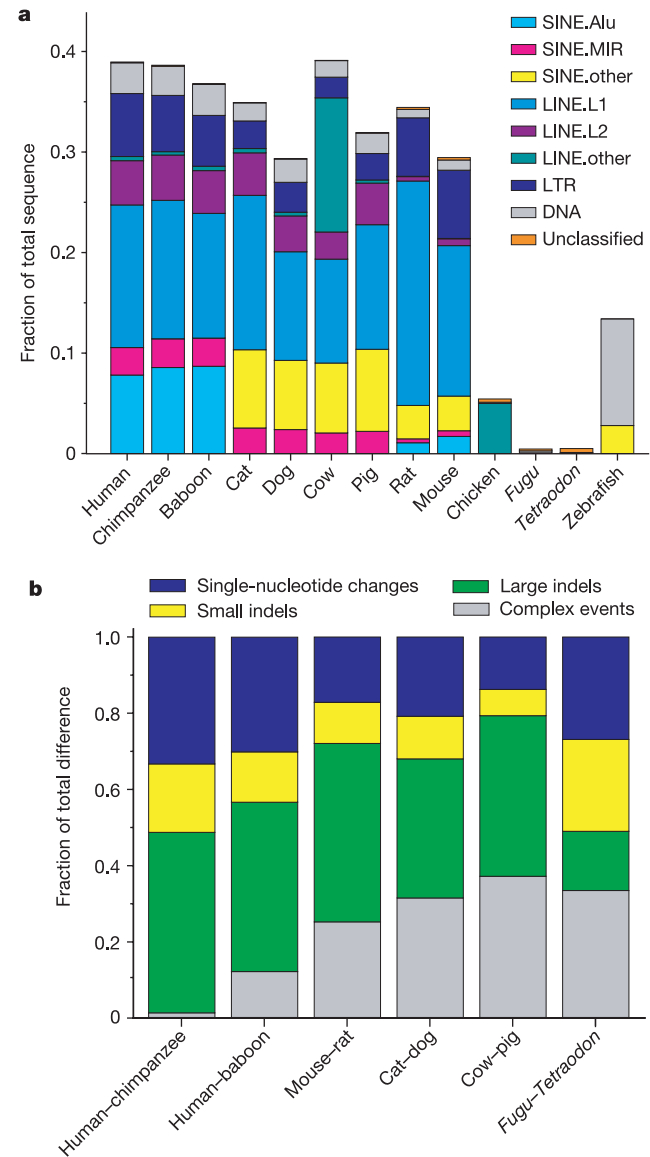 a
SINE.Alu
SINE.MIR
SINE.other
LINE.L1
LINE.L2
LINE.other
LTR
DNA
Unclassified
Fraction of total sequence
0.4
0.3
0.2
0.1
0
Human
Chimpanzee
Baboon
Cat
Dog
Cow
Pig
Rat
Mouse
Chicken
Fugu
Tetraodon
Zebrafish
b
Single-nucleotide changes
Large indels
Small indels
Complex events
Fraction of total difference
1.0
0.8
0.6
0.4
0.2
0
Human–chimpanzee
Human–baboon
Mouse–rat
Cat–dog
Cow–pig
Fugu–Tetraodon